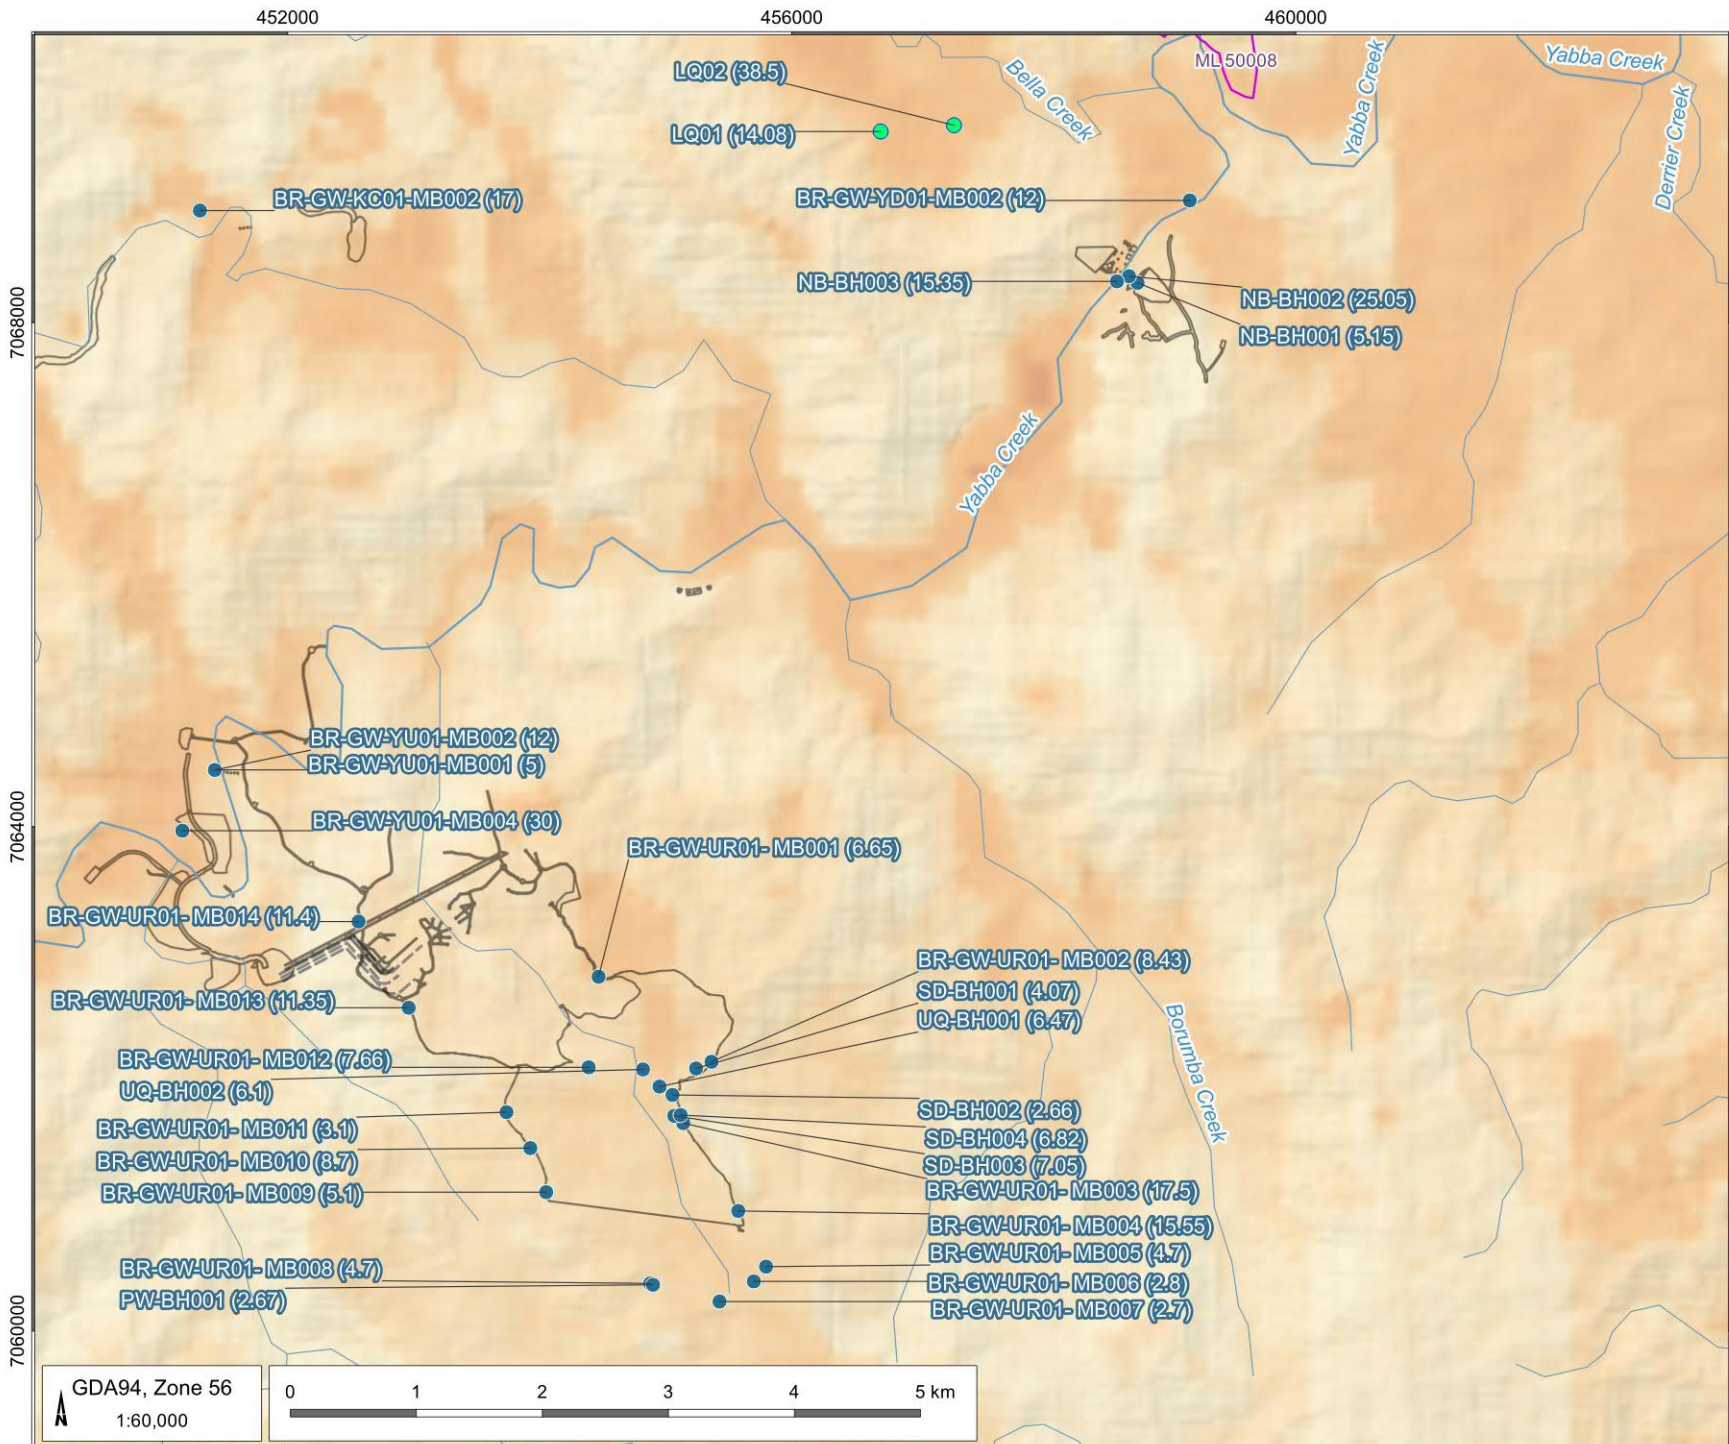 452000
456000
460000
ML 50008
Yabba Creek
LQ02 (38.5)
Bella Creek
Yabba Creek
Derrier Creek
LQ01 (14.08)
BR-GW-KC01-MB002 (17)
BR-GW-YD01-MB002 (12)
NB-BH003 (15.35)
NB-BH002 (25.05)
7068000
NB-BH001 (5.15)
Yabba Creek
BR-GW-YU01-MB002 (12)
BR-GW-YU01-MB001 (5)
7064000
BR-GW-YU01-MB004 (30)
BR-GW-UR01- MB001 (6.65)
BR-GW-UR01- MB014 (11.4)
BR-GW-UR01- MB002 (8.43)
SD-BH001 (4.07)
BR-GW-UR01- MB013 (11.35)
UQ-BH001 (6.47)
Borumba Creek
BR-GW-UR01- MB012 (7.66)
UQ-BH002 (6.1)
SD-BH002 (2.66)
BR-GW-UR01- MB011 (3.1)
SD-BH004 (6.82)
BR-GW-UR01- MB010 (8.7)
SD-BH003 (7.05)
BR-GW-UR01- MB009 (5.1)
BR-GW-UR01- MB003 (17.5)
BR-GW-UR01- MB004 (15.55)
BR-GW-UR01- MB005 (4.7)
BR-GW-UR01- MB008 (4.7)
BR-GW-UR01- MB006 (2.8)
PW-BH001 (2.67)
BR-GW-UR01- MB007 (2.7)
7060000
GDA94, Zone 56
N
1:60,000
0 1 2 3 4 5 km